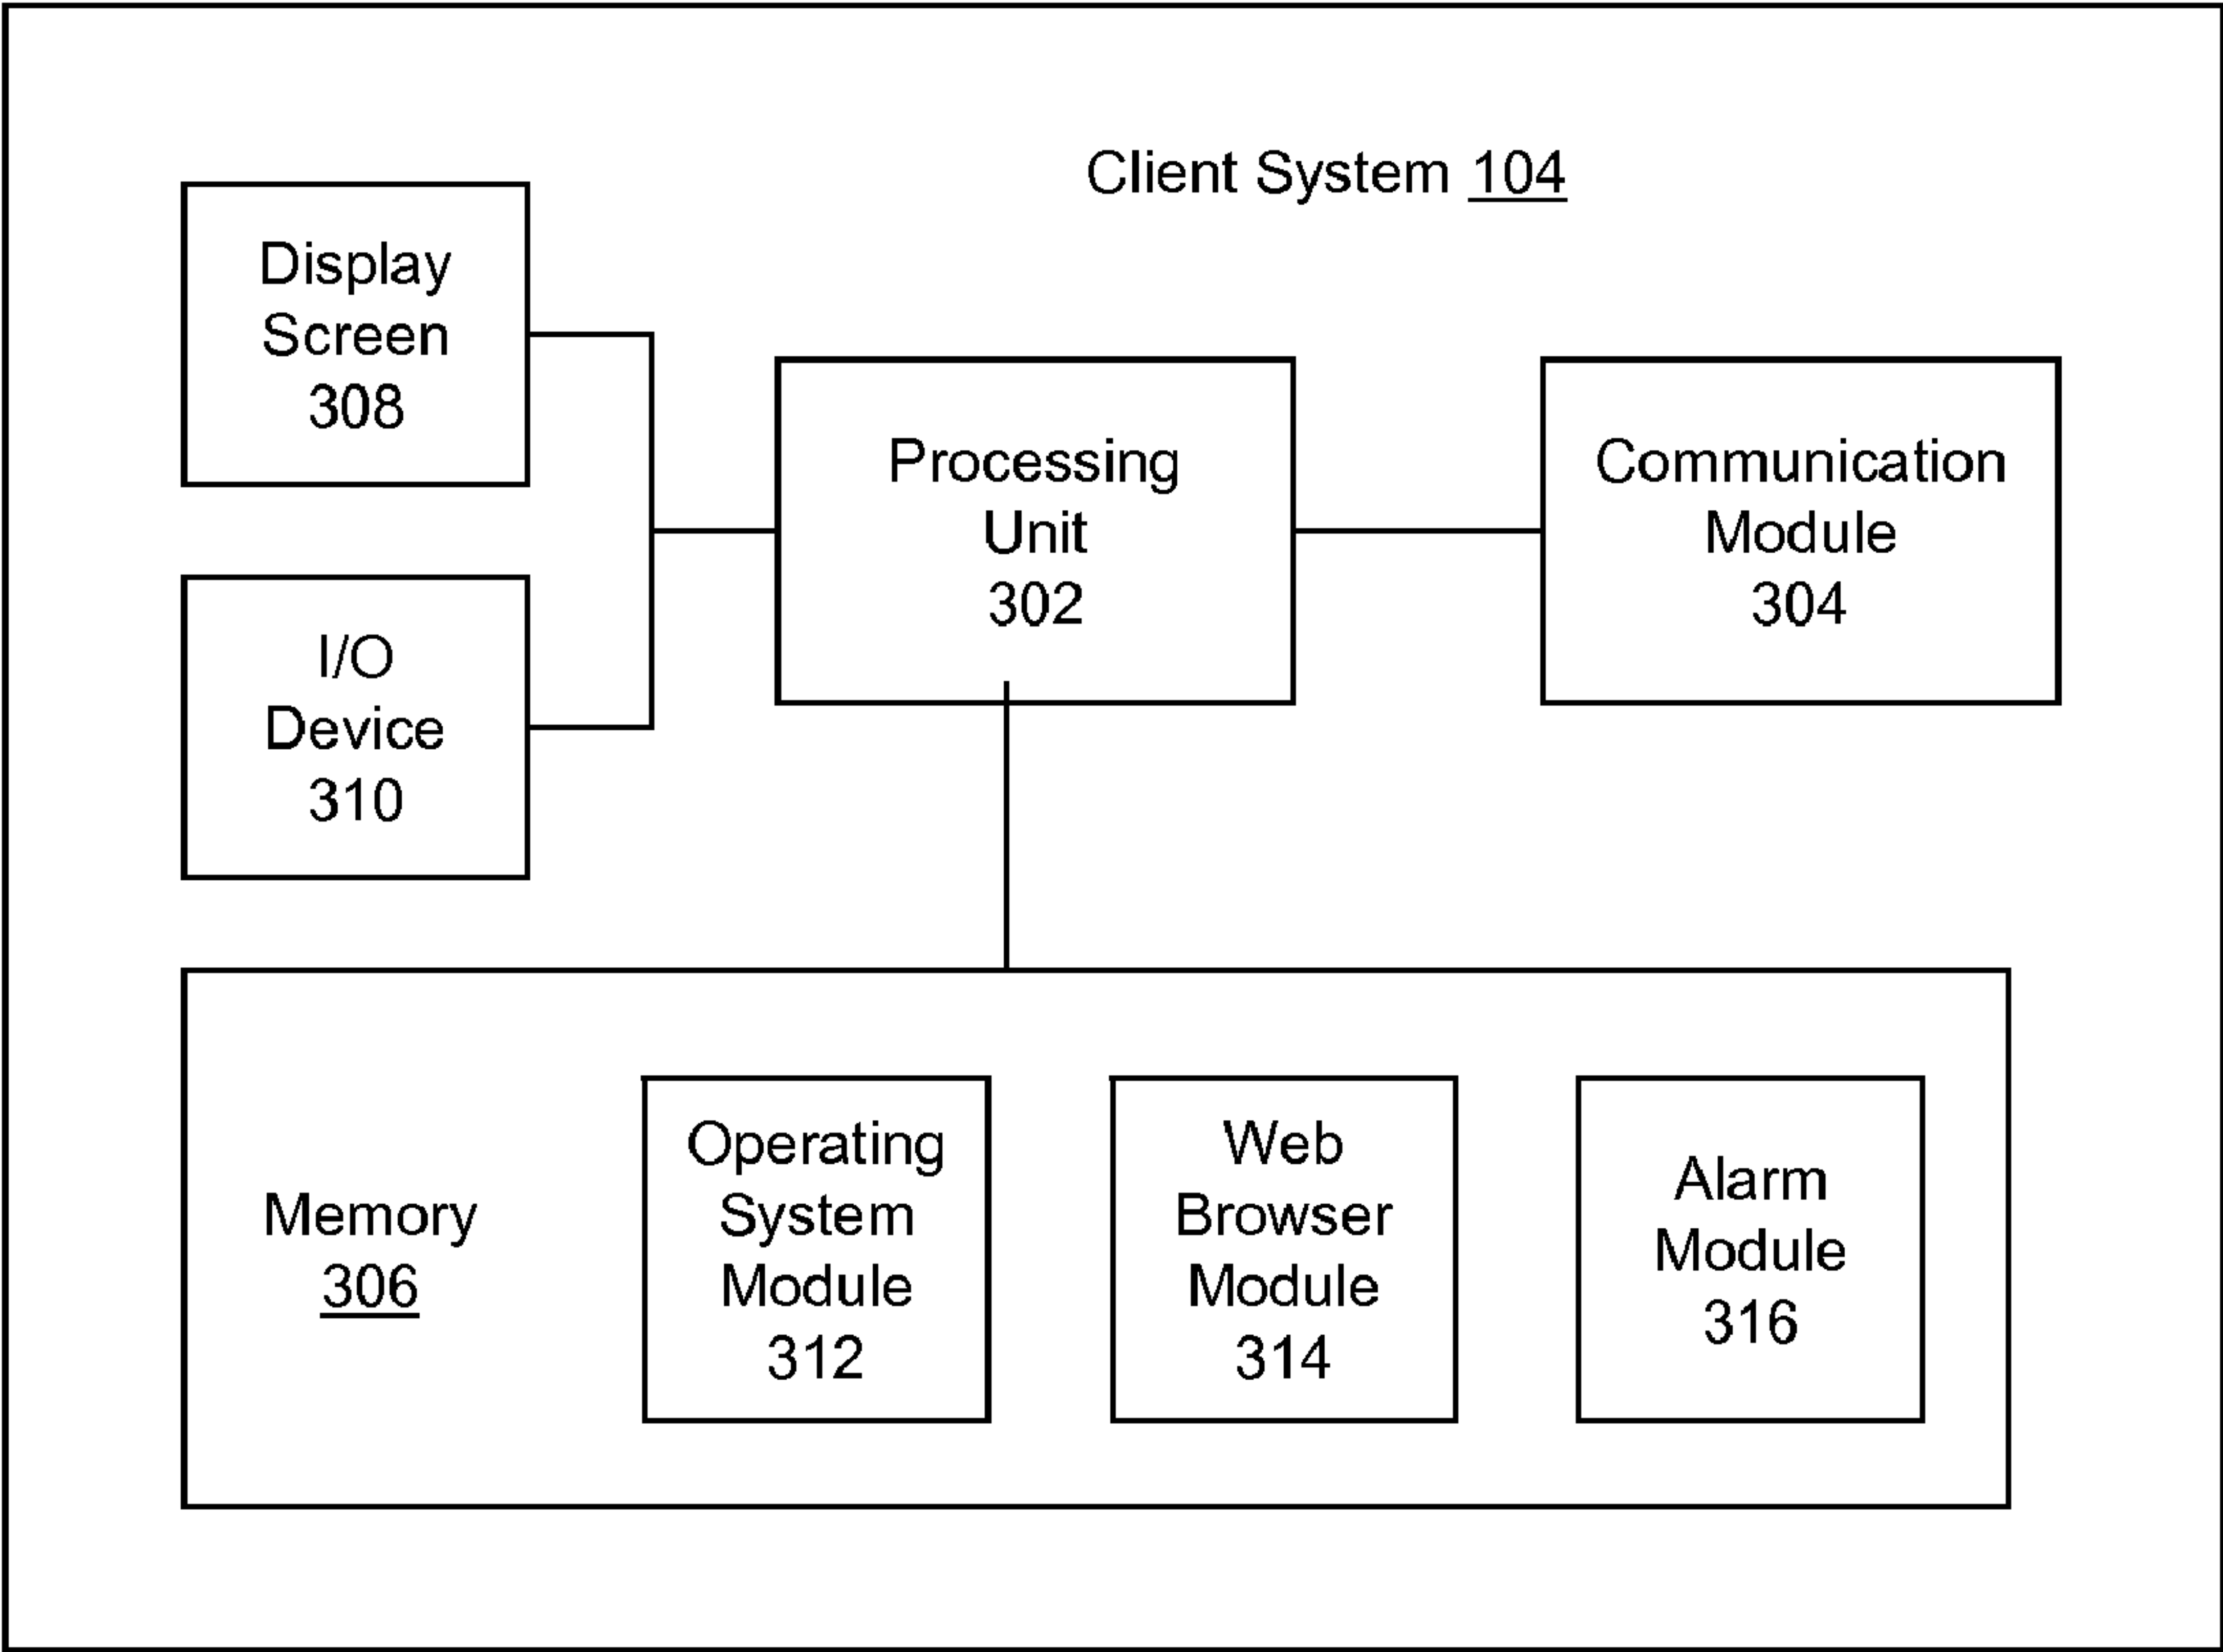 Client System 104
Display
Screen
308
Processing
Unit
302
Communication
Module
304
I/O
Device
310
Memory
306
Operating
System
Module
312
Web
Browser
Module
314
Alarm
Module
316